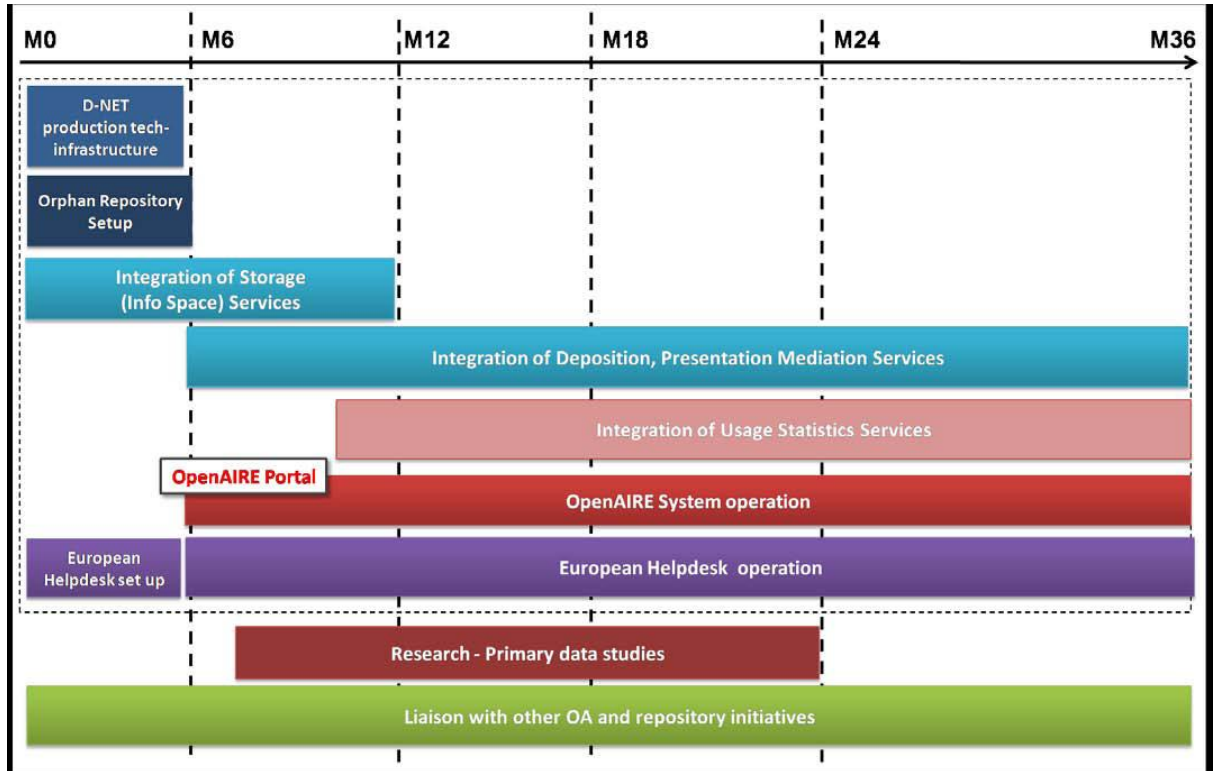 M0
M6
M12
M18
M24
M36
D-NET
production tech-
infrastructure
Orphan Repository
Setup
Integration of Storage
(Info Space) Services
Integration of Deposition, Presentation Mediation Services
Integration of Usage Statistics Services
OpenAIRE Portal
OpenAIRE System operation
European
Helpdesk set up
European Helpdesk operation
Research - Primary data studies
Liaison with other OA and repository initiatives